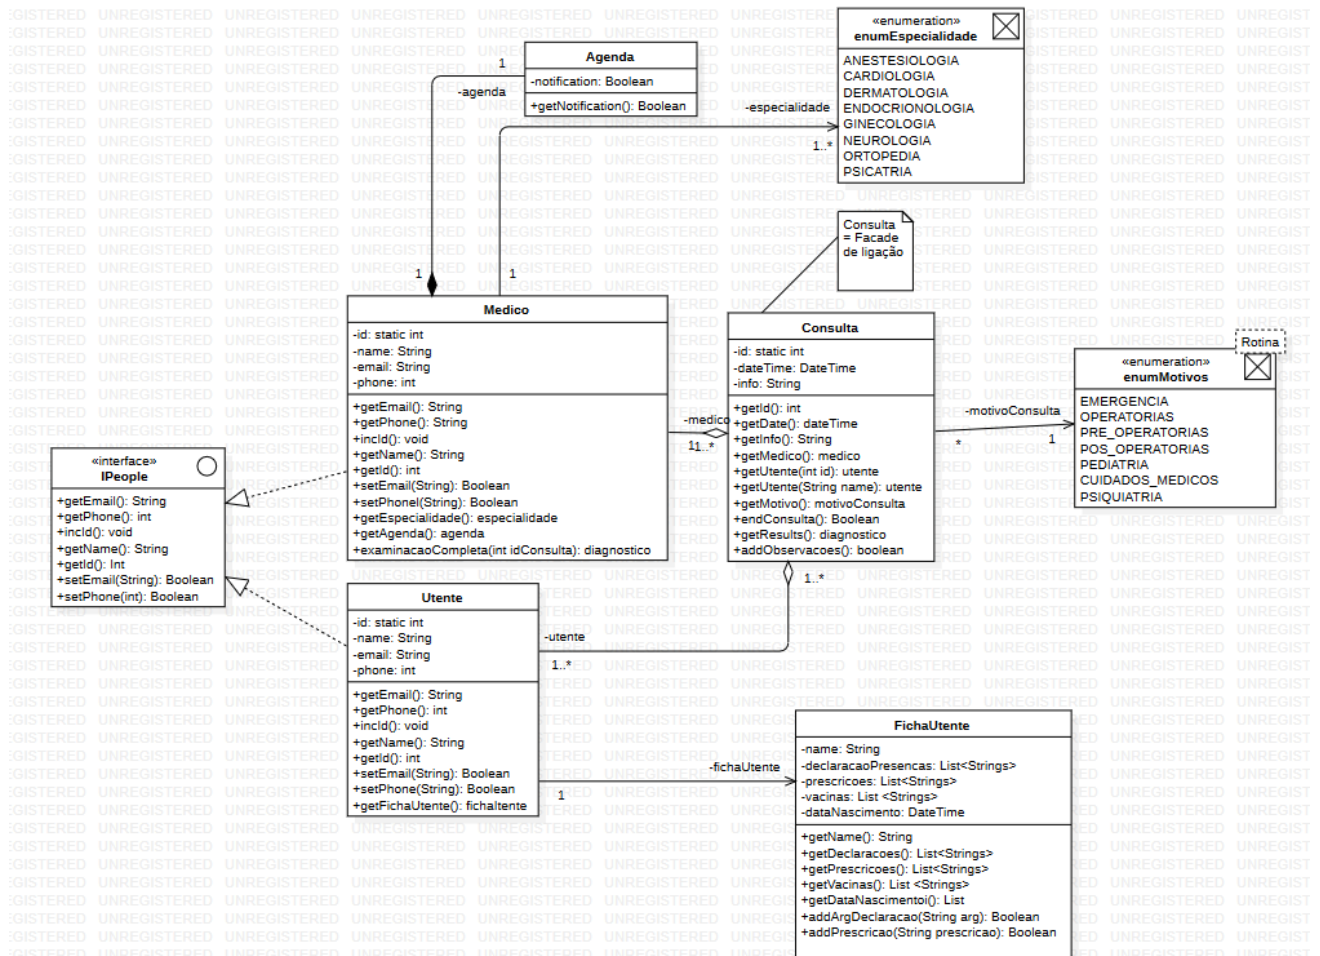 Agenda
-notification: Boolean
+getNotification(): Boolean
1
-agenda
1
«enumeration»
enumEspecialidade
ANESTESIOLOGIA
CARDIOLOGIA
DERMATOLOGIA
ENDOCRIONOLOGIA
GINECOLOGIA
NEUROLOGIA
ORTOPEDIA
PSICATRIA
-especialidade
1..*
1
Consulta
= Facade
de ligação
Medico
-id: static int
-name: String
-email: String
-phone: int
+getEmail(): String
+getPhone(): String
+incId(): void
+getName(): String
+getId(): int
+setEmail(String): Boolean
+setPhonel(String): Boolean
+getEspecialidade(): especialidade
+getAgenda(): agenda
+examinacaoCompleta(int idConsulta): diagnostico
-medico
1
1..*
Consulta
-id: static int
-dateTime: DateTime
-info: String
+getId(): int
+getDate(): dateTime
+getInfo(): String
+getMedico(): medico
+getUtente(int id): utente
+getUtente(String name): utente
+getMotivo(): motivoConsulta
+endConsulta(): Boolean
+getResults(): diagnostico
+addObservacoes(): boolean
-motivoConsulta
*
1
Rotina
«enumeration»
enumMotivos
EMERGENCIA
OPERATORIAS
PRE_OPERATORIAS
POS_OPERATORIAS
PEDIATRIA
CUIDADOS_MEDICOS
PSIQUIATRIA
«interface»
IPeople
+getEmail(): String
+getPhone(): int
+incId(): void
+getName(): String
+getId(): Int
+setEmail(String): Boolean
+setPhone(int): Boolean
1..*
Utente
-id: static int
-name: String
-email: String
-phone: int
+getEmail(): String
+getPhone(): int
+incId(): void
+getName(): String
+getId(): int
+setEmail(String): Boolean
+setPhone(String): Boolean
+getFichaUtente(): fichaItente
-utente
1..*
-fichaUtente
1
FichaUtente
-name: String
-declaracaoPresencas: List<Strings>
-prescricoes: List<Strings>
-vacinas: List <Strings>
-dataNascimento: DateTime
+getName(): String
+getDeclaracoes(): List<Strings>
+getPrescricoes(): List<Strings>
+getVacinas(): List <Strings>
+getDataNascimentoi(): List
+addArgDeclaracao(String arg): Boolean
+addPrescricao(String prescricao): Boolean